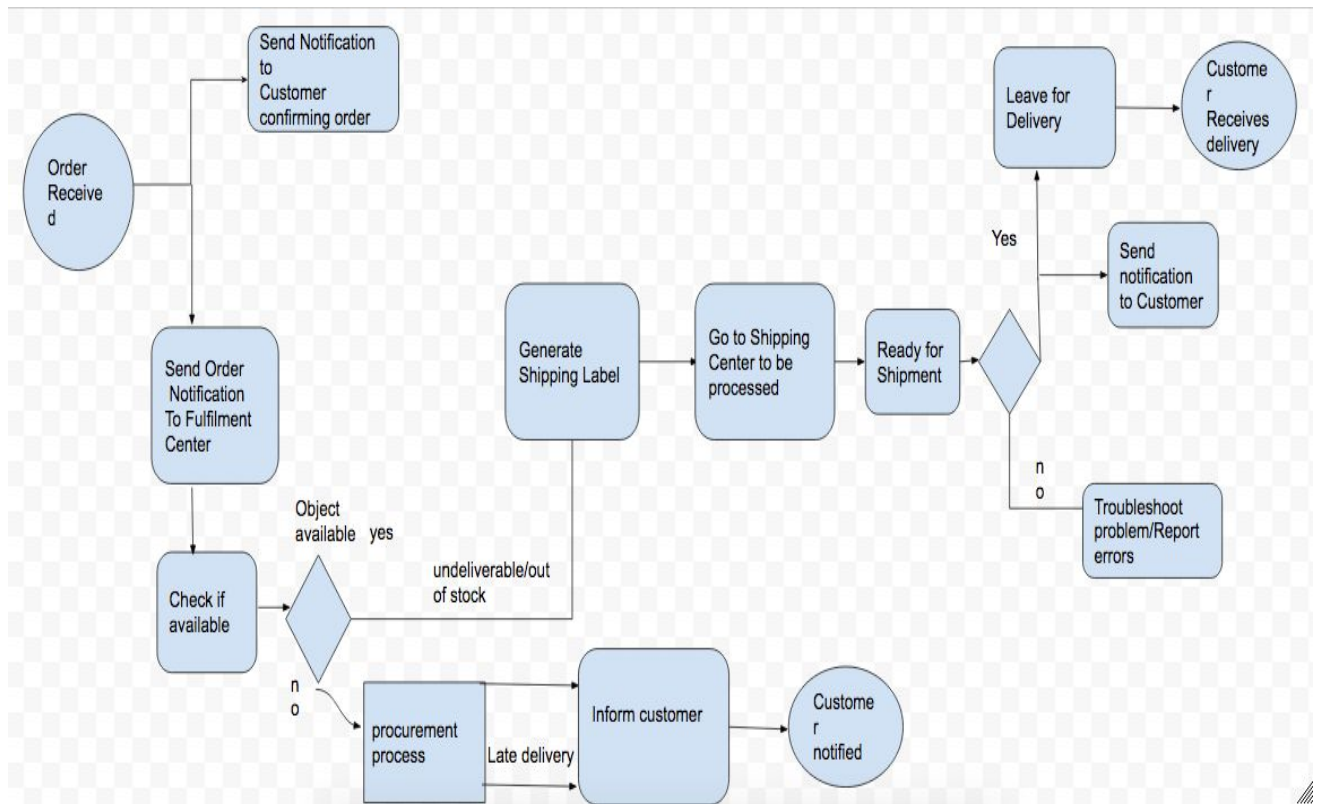 Send Notification
to
Customer
confirming order
Order
Receive
d
Send Order
Notification
To Fulfilment
Center
Check if
available
Object
available yes
n
o
undeliverable/out
of stock
procurement
process
Late delivery
Inform customer
Custome
r
notified
Generate
Shipping Label
Go to Shipping
Center to be
processed
Ready for
Shipment
Yes
Leave for
Delivery
Custome
r
Receives
delivery
Send
notification
to Customer
n
o
Troubleshoot
problem/Report
errors